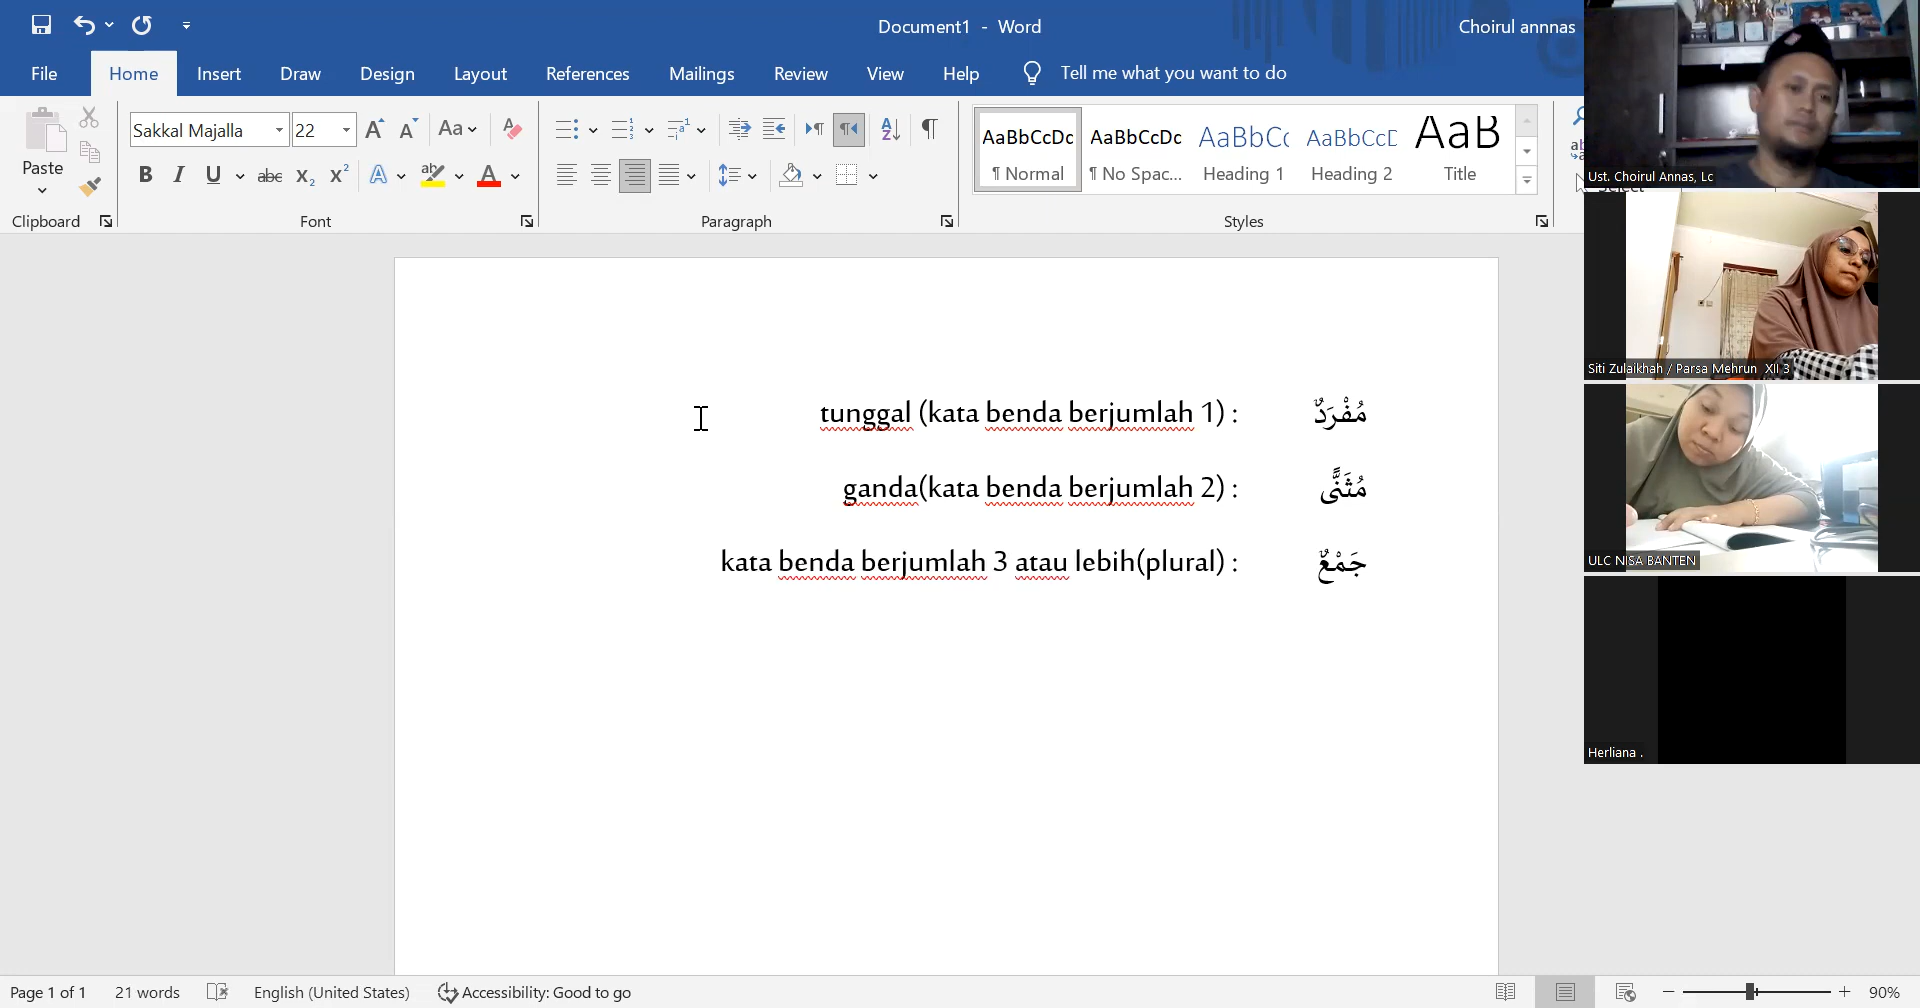 Document1 - Word
Choirul annnas
File Home Insert Draw Design Layout References Mailings Review View Help Tell me what you want to do
Paste
Sakkal Majalla 22
Clipboard Font Paragraph Styles
AaBbCcDc AaBbCcDc AaBbCc AaBbCcD AaB
¶ Normal ¶ No Spac... Heading 1 Heading 2 Title
Select
Ust. Choirul Annas, Lc
Siti Zulaikhah / Parsa Mehrun XII 3
ULC NISA BANTEN
Herliana .
مُفْرَدٌ : tunggal (kata benda berjumlah 1)
مُثَنًّى : ganda(kata benda berjumlah 2)
جَمْعٌ : kata benda berjumlah 3 atau lebih(plural)
Page 1 of 1 21 words English (United States) Accessibility: Good to go 90%